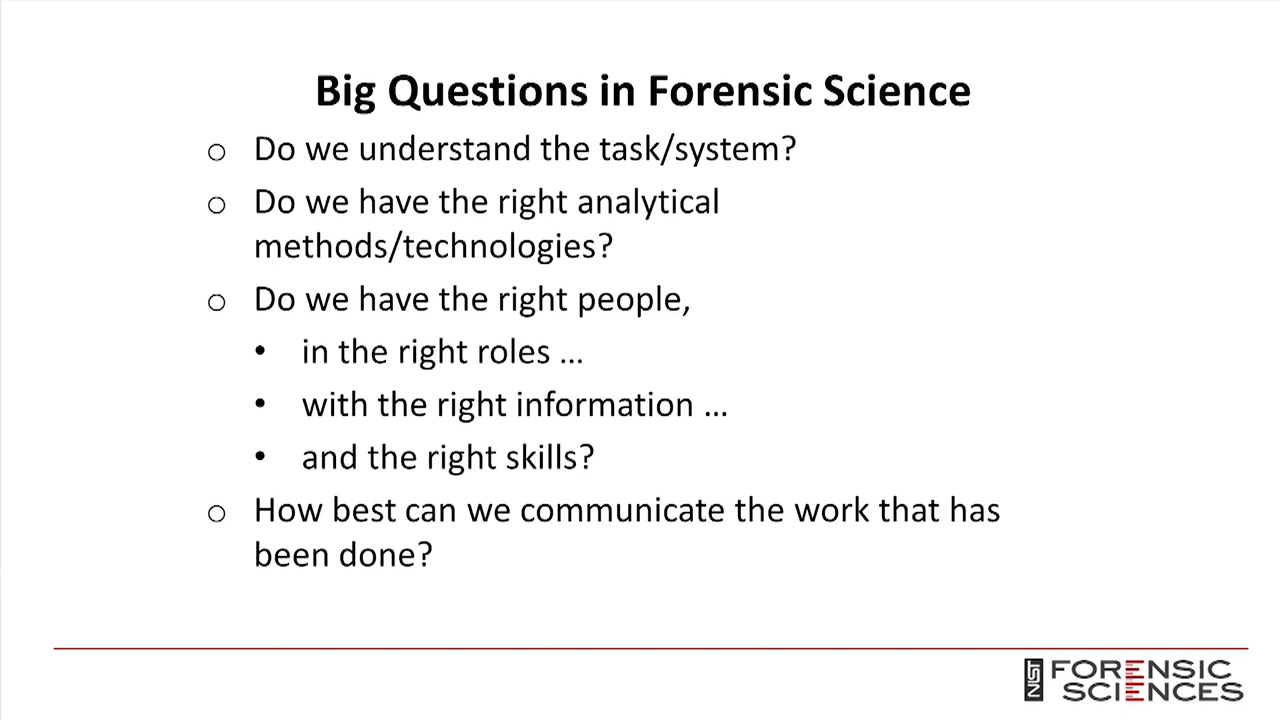 Big Questions in Forensic Science
o Do we understand the task/system?
o Do we have the right analytical
methods/technologies?
o Do we have the right people,
• in the right roles …
• with the right information …
• and the right skills?
o How best can we communicate the work that has
been done?
NIST
FORENSIC
SCIENCES